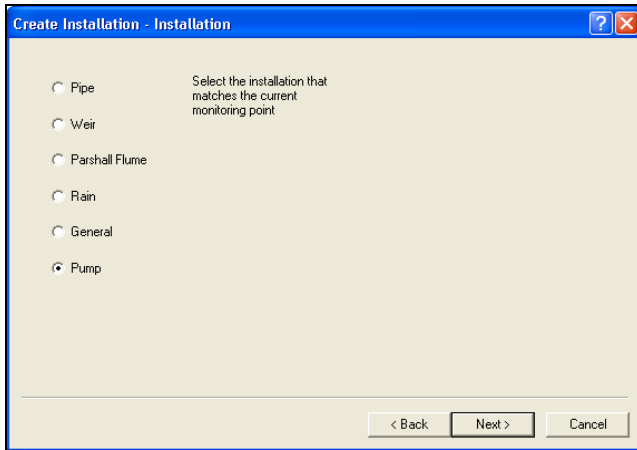 Create Installation - Installation
?
Pipe
Select the installation that
matches the current
monitoring point
Weir
Parshall Flume
Rain
General
Pump
< Back
Next >
Cancel